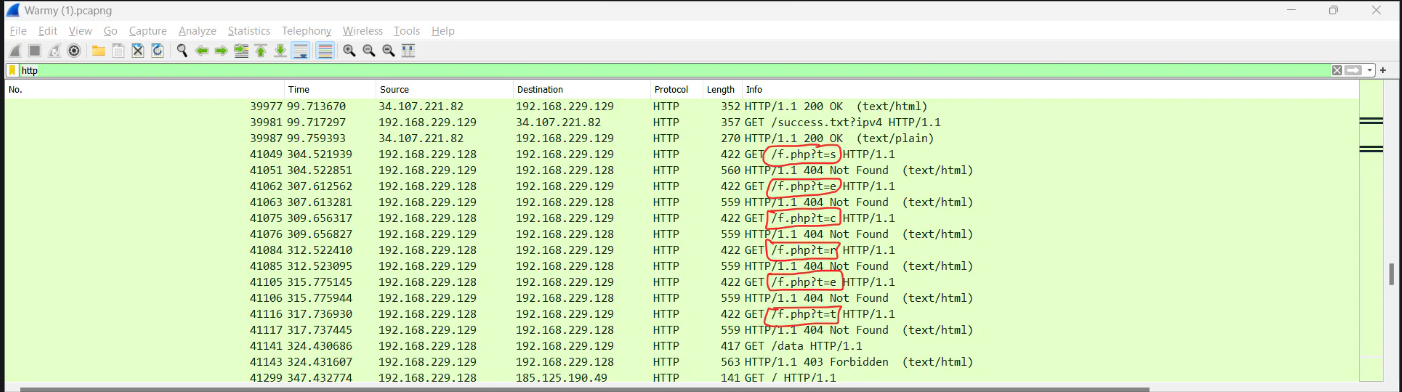 Warmy (1).pcapng
File Edit View Go Capture Analyze Statistics Telephony Wireless Tools Help
http
No. Time Source Destination Protocol Length Info
39977 99.713670 34.107.221.82 192.168.229.129 HTTP 352 HTTP/1.1 200 OK (text/html)
39981 99.717297 192.168.229.129 34.107.221.82 HTTP 357 GET /success.txt?ipv4 HTTP/1.1
39987 99.759393 34.107.221.82 192.168.229.129 HTTP 270 HTTP/1.1 200 OK (text/plain)
41049 304.521939 192.168.229.128 192.168.229.129 HTTP 422 GET /f.php?t=s HTTP/1.1
41051 304.522851 192.168.229.129 192.168.229.128 HTTP 560 HTTP/1.1 404 Not Found (text/html)
41062 307.612562 192.168.229.128 192.168.229.129 HTTP 422 GET /f.php?t=e HTTP/1.1
41063 307.613281 192.168.229.129 192.168.229.128 HTTP 559 HTTP/1.1 404 Not Found (text/html)
41075 309.656317 192.168.229.128 192.168.229.129 HTTP 422 GET /f.php?t=c HTTP/1.1
41076 309.656827 192.168.229.129 192.168.229.128 HTTP 559 HTTP/1.1 404 Not Found (text/html)
41084 312.522410 192.168.229.128 192.168.229.129 HTTP 422 GET /f.php?t=r HTTP/1.1
41085 312.523095 192.168.229.129 192.168.229.128 HTTP 559 HTTP/1.1 404 Not Found (text/html)
41105 315.775145 192.168.229.128 192.168.229.129 HTTP 422 GET /f.php?t=e HTTP/1.1
41106 315.775944 192.168.229.129 192.168.229.128 HTTP 559 HTTP/1.1 404 Not Found (text/html)
41116 317.736930 192.168.229.128 192.168.229.129 HTTP 422 GET /f.php?t=t HTTP/1.1
41117 317.737445 192.168.229.129 192.168.229.128 HTTP 559 HTTP/1.1 404 Not Found (text/html)
41141 324.430686 192.168.229.128 192.168.229.129 HTTP 417 GET /data HTTP/1.1
41143 324.431607 192.168.229.129 192.168.229.128 HTTP 563 HTTP/1.1 403 Forbidden (text/html)
41299 347.432774 192.168.229.128 185.125.190.49 HTTP 141 GET / HTTP/1.1